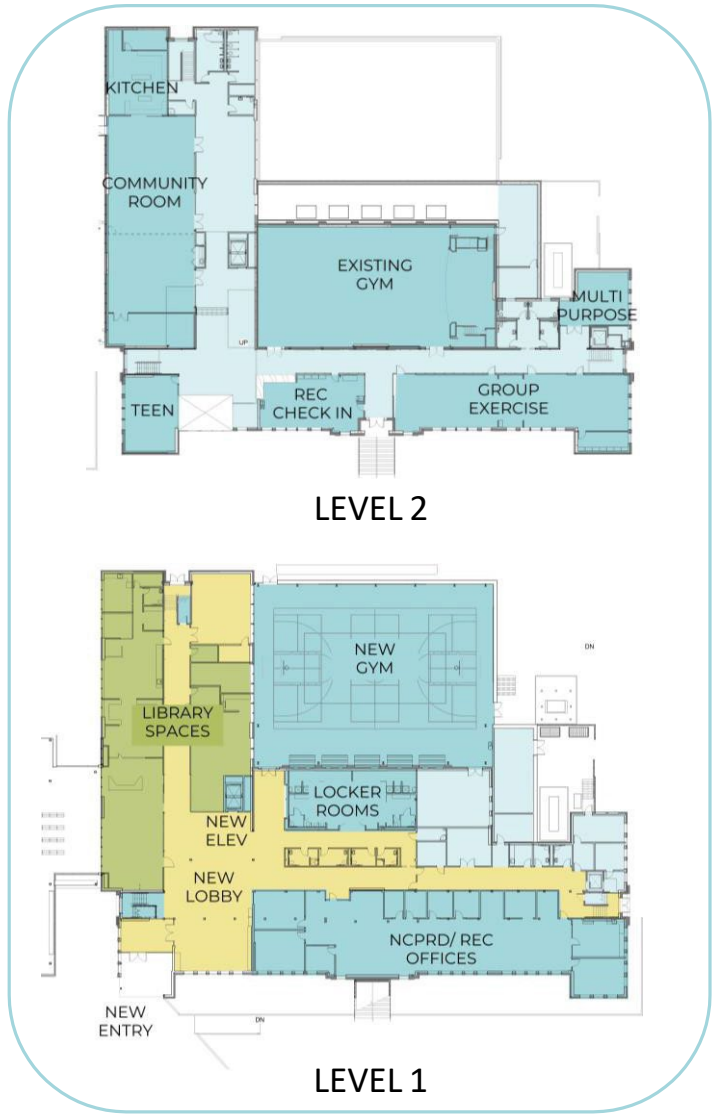 KITCHEN
COMMUNITY
ROOM
EXISTING
GYM
MULTI
PURPOSE
UP
TEEN
REC
CHECK IN
GROUP
EXERCISE
LEVEL 2
NEW
GYM
DN
LIBRARY
SPACES
LOCKER
ROOMS
NEW
ELEV
NEW
LOBBY
NCPRD/ REC
OFFICES
NEW
ENTRY
DN
LEVEL 1